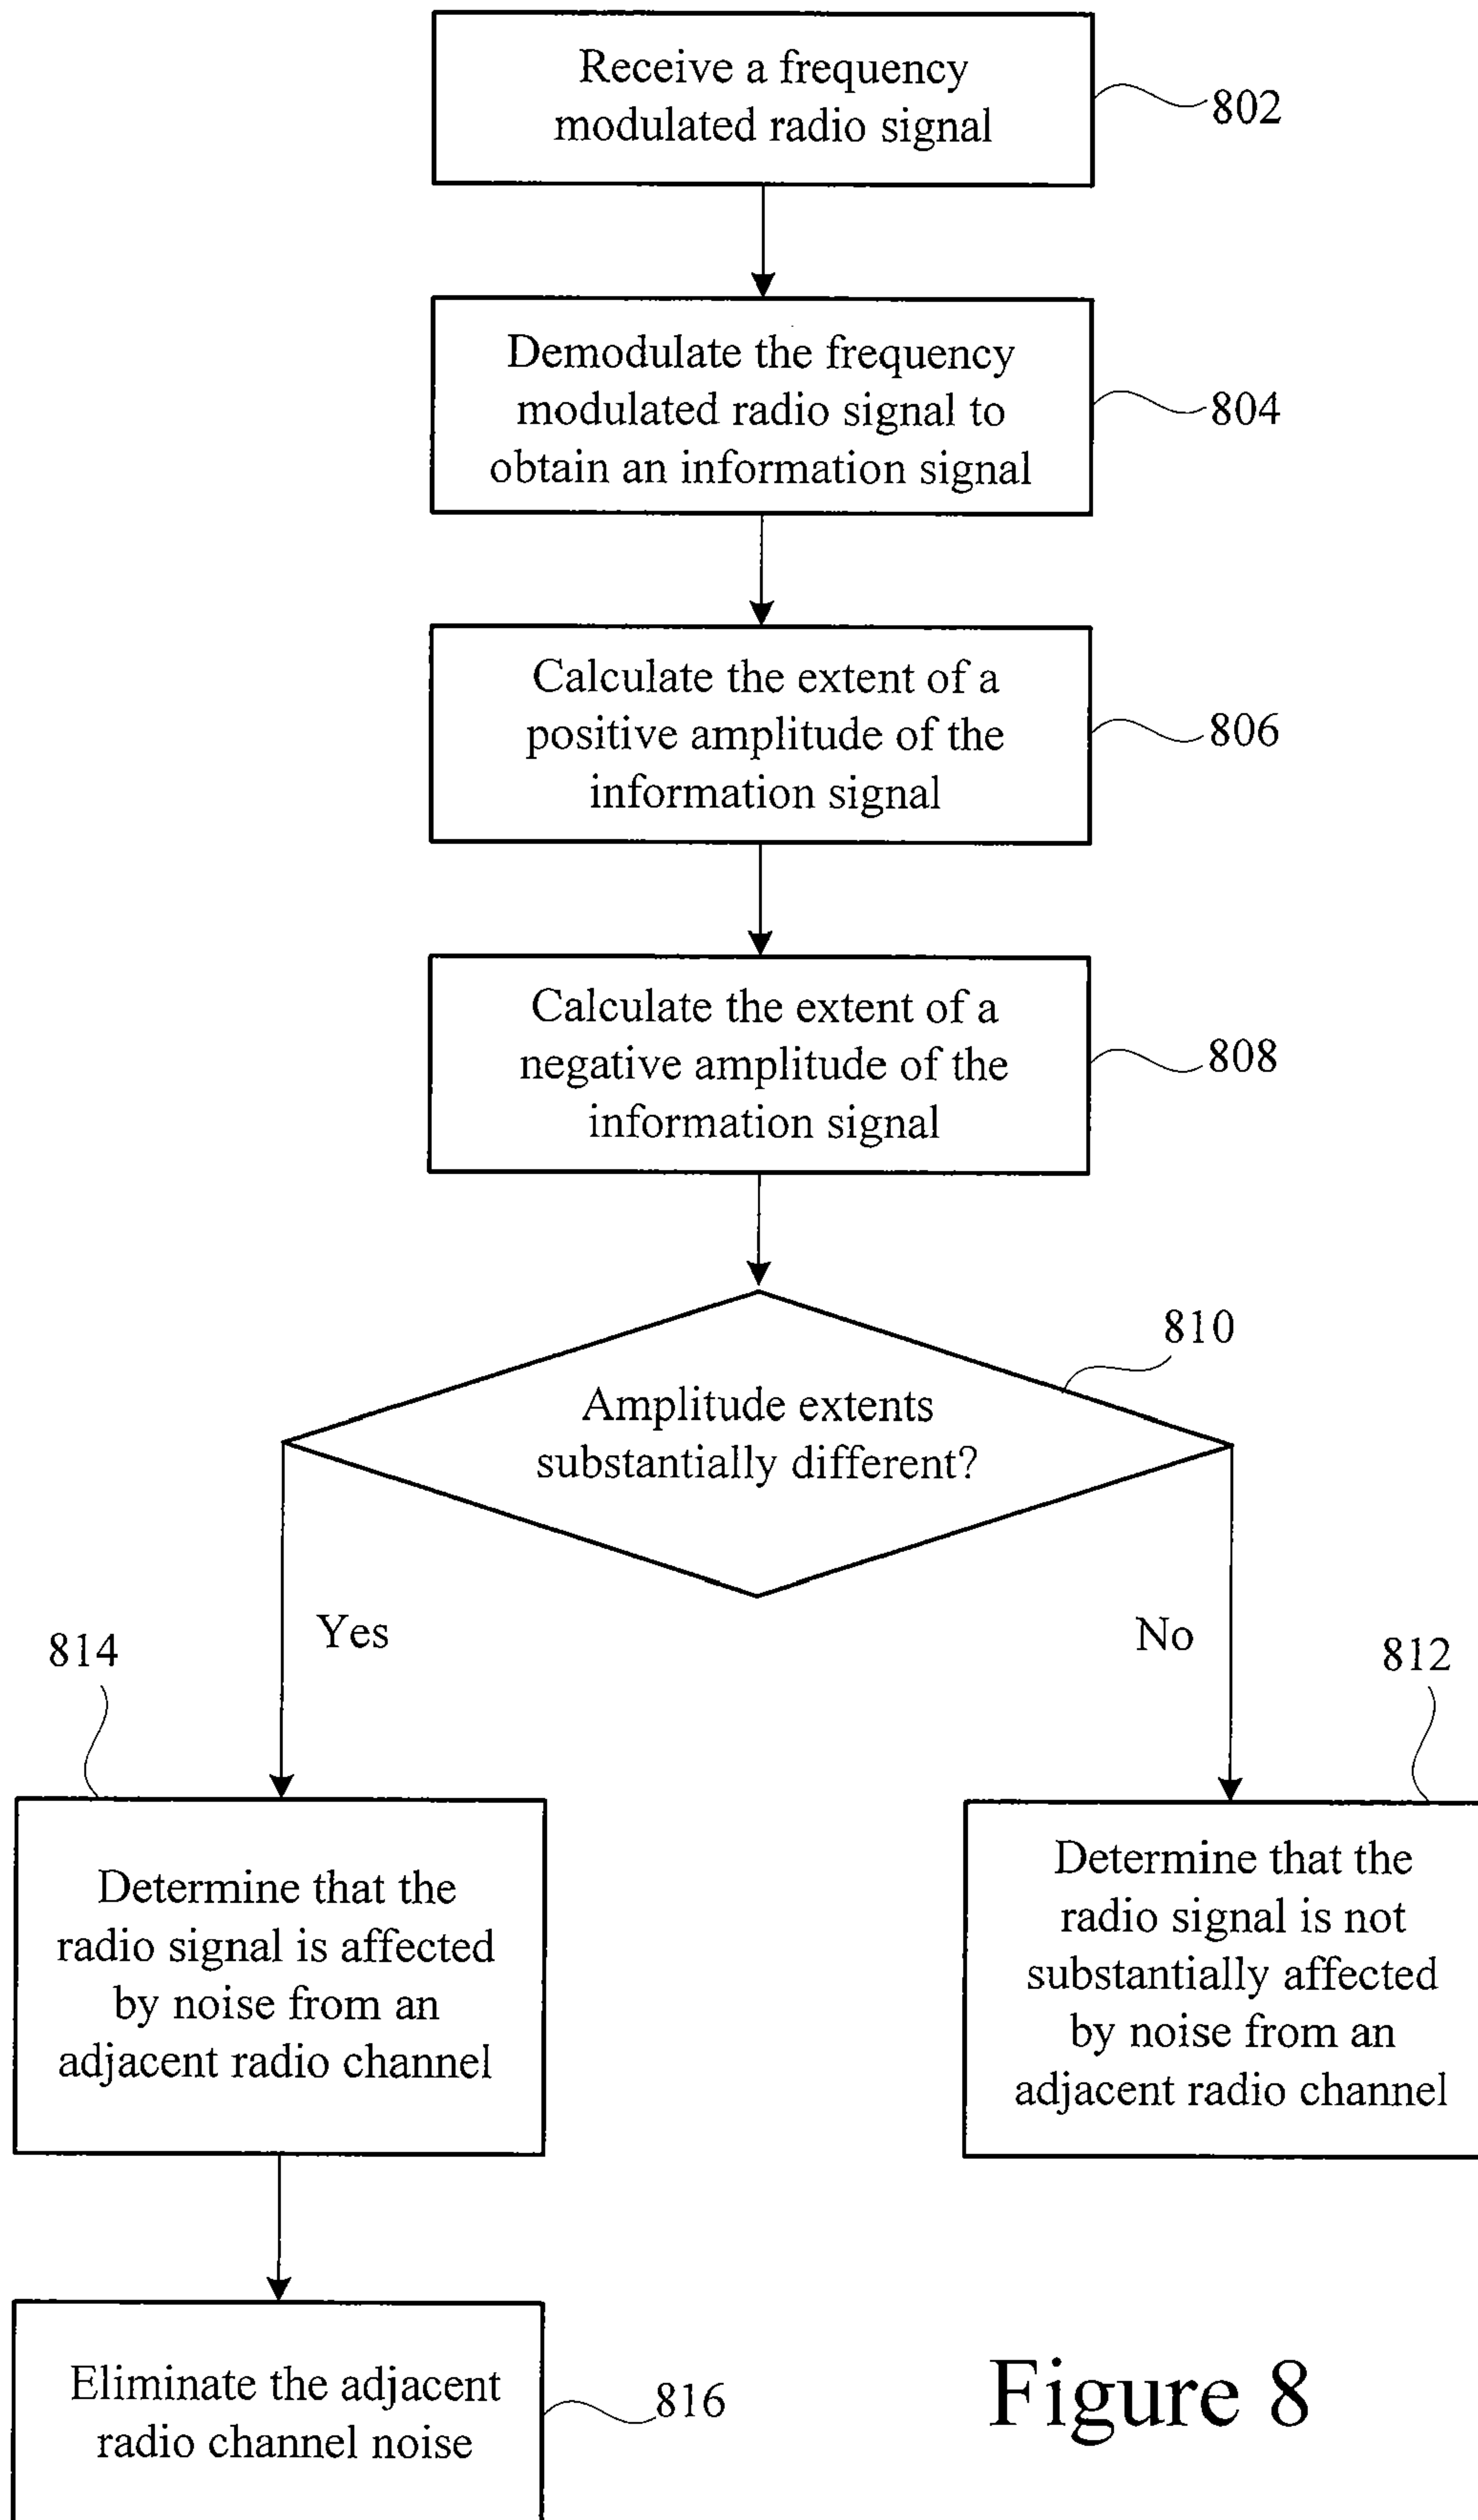 Receive a frequency
modulated radio signal
802
Demodulate the frequency
modulated radio signal to
obtain an information signal
804
Calculate the extent of a
positive amplitude of the
information signal
806
Calculate the extent of a
negative amplitude of the
information signal
808
810
Amplitude extents
substantially different?
Yes
No
814
812
Determine that the
radio signal is affected
by noise from an
adjacent radio channel
Determine that the
radio signal is not
substantially affected
by noise from an
adjacent radio channel
Eliminate the adjacent
radio channel noise
816
Figure 8